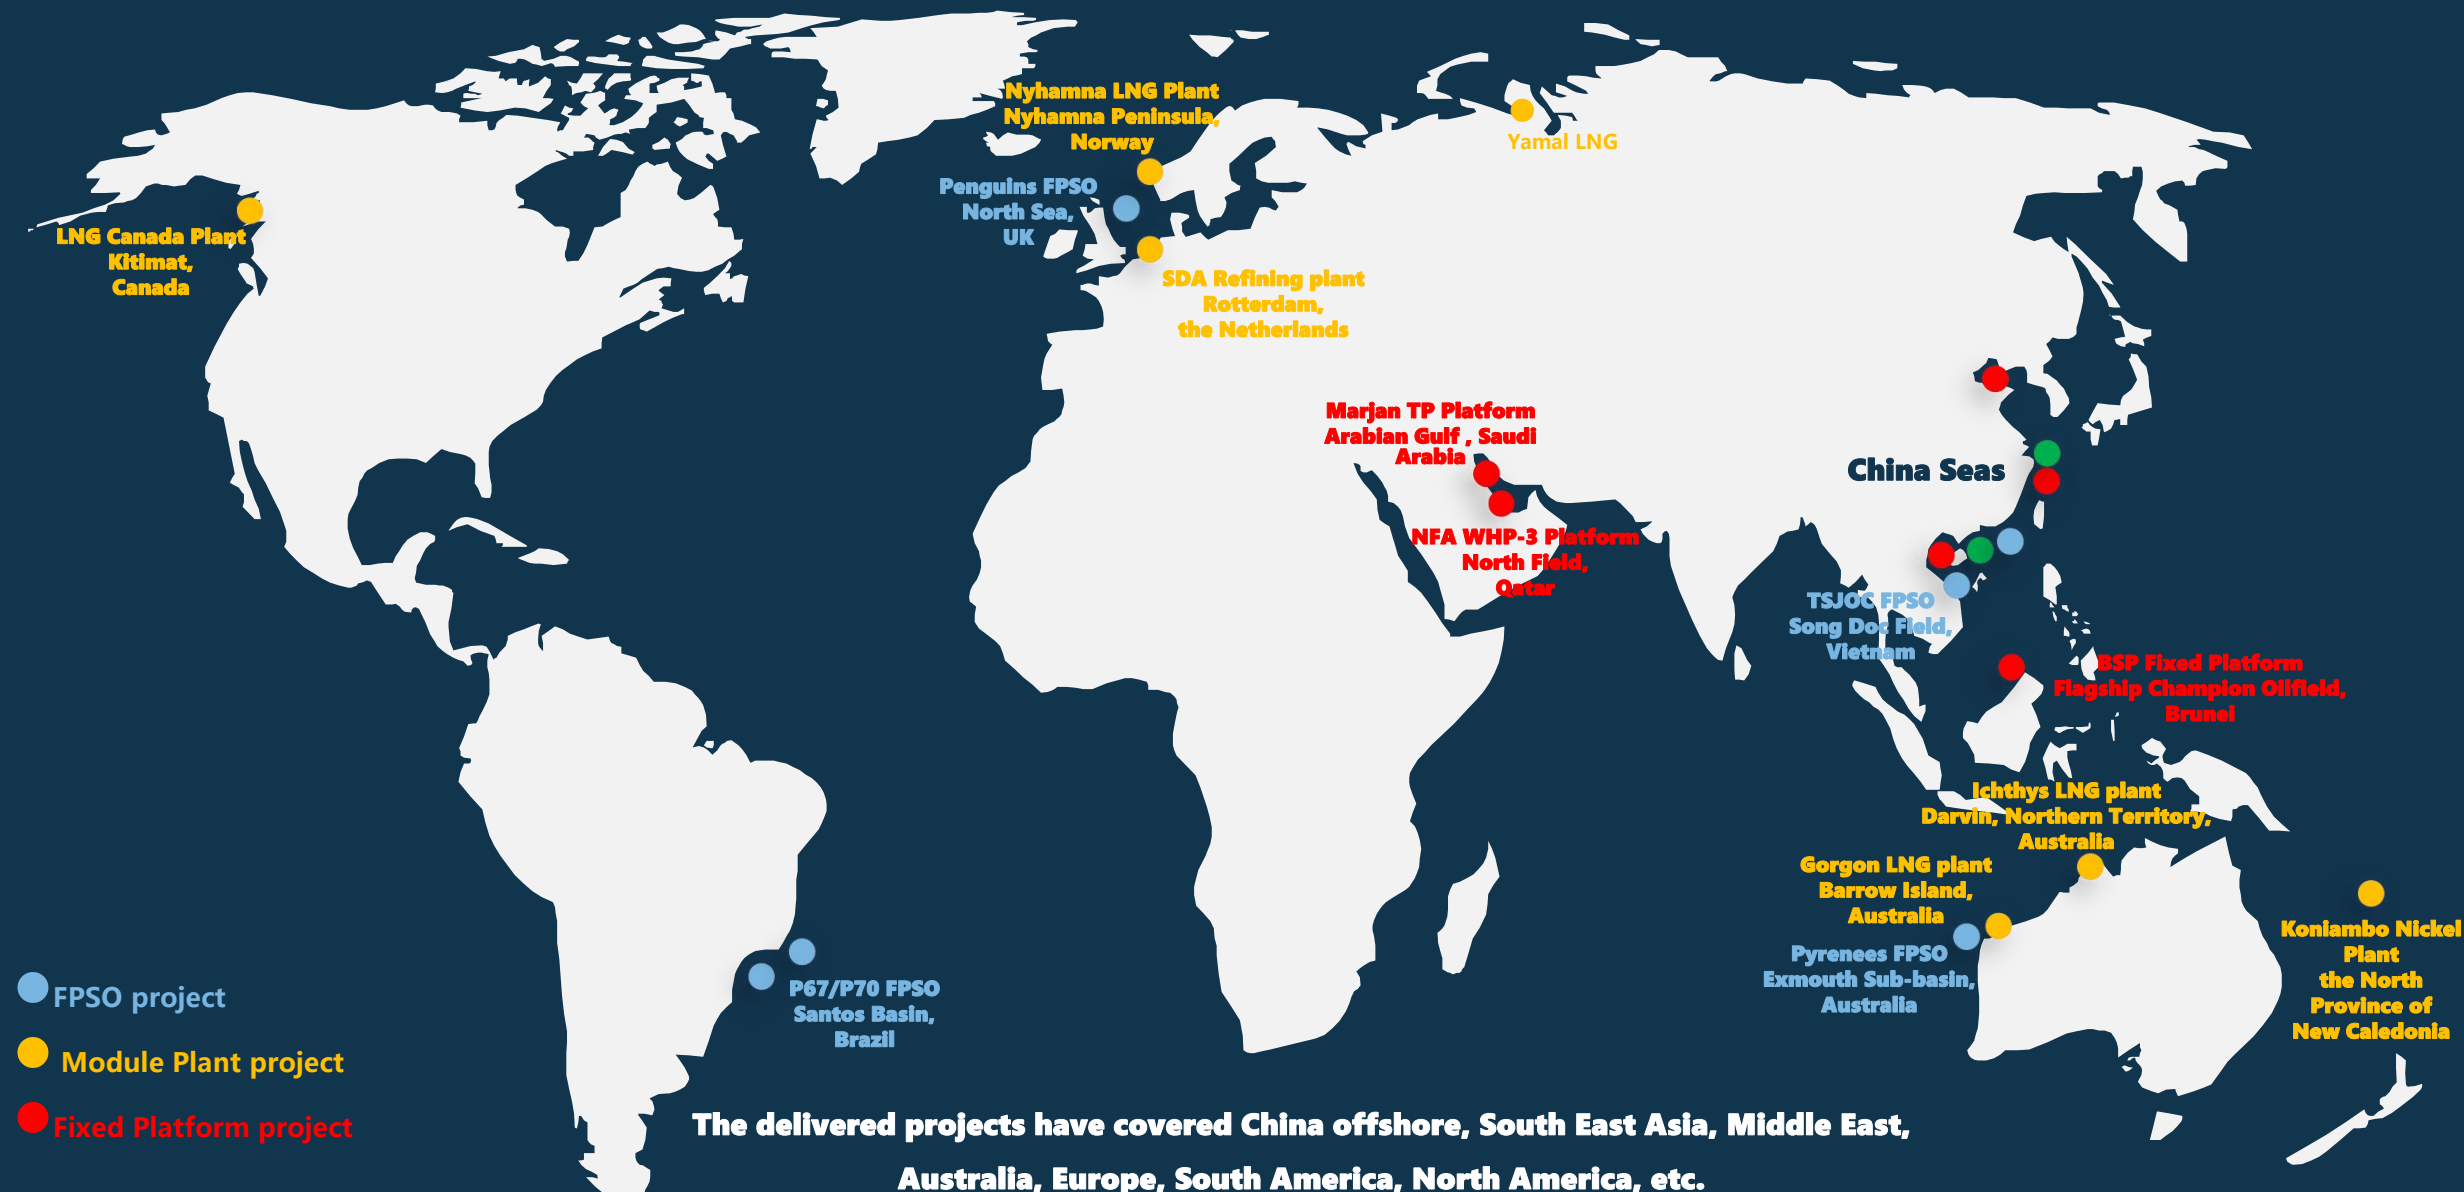 Nyhamna LNG Plant
Nyhamna Peninsula,
Norway
Yamal LNG
Penguins FPSO
North Sea,
UK
LNG Canada Plant
Kitimat,
Canada
SDA Refining plant
Rotterdam,
the Netherlands
Marjan TP Platform
Arabian Gulf , Saudi
Arabia
China Seas
NFA WHP-3 Platform
North Field,
Qatar
TSJOC FPSO
Song Doc Field,
Vietnam
BSP Fixed Platform
Flagship Champion Oilfield,
Brunei
Ichthys LNG plant
Darvin, Northern Territory,
Australia
Gorgon LNG plant
Barrow Island,
Australia
Pyrenees FPSO
Exmouth Sub-basin,
Australia
Koniambo Nickel
Plant
the North
Province of
New Caledonia
P67/P70 FPSO
Santos Basin,
Brazil
FPSO project
Module Plant project
Fixed Platform project
The delivered projects have covered China offshore, South East Asia, Middle East,
Australia, Europe, South America, North America, etc.